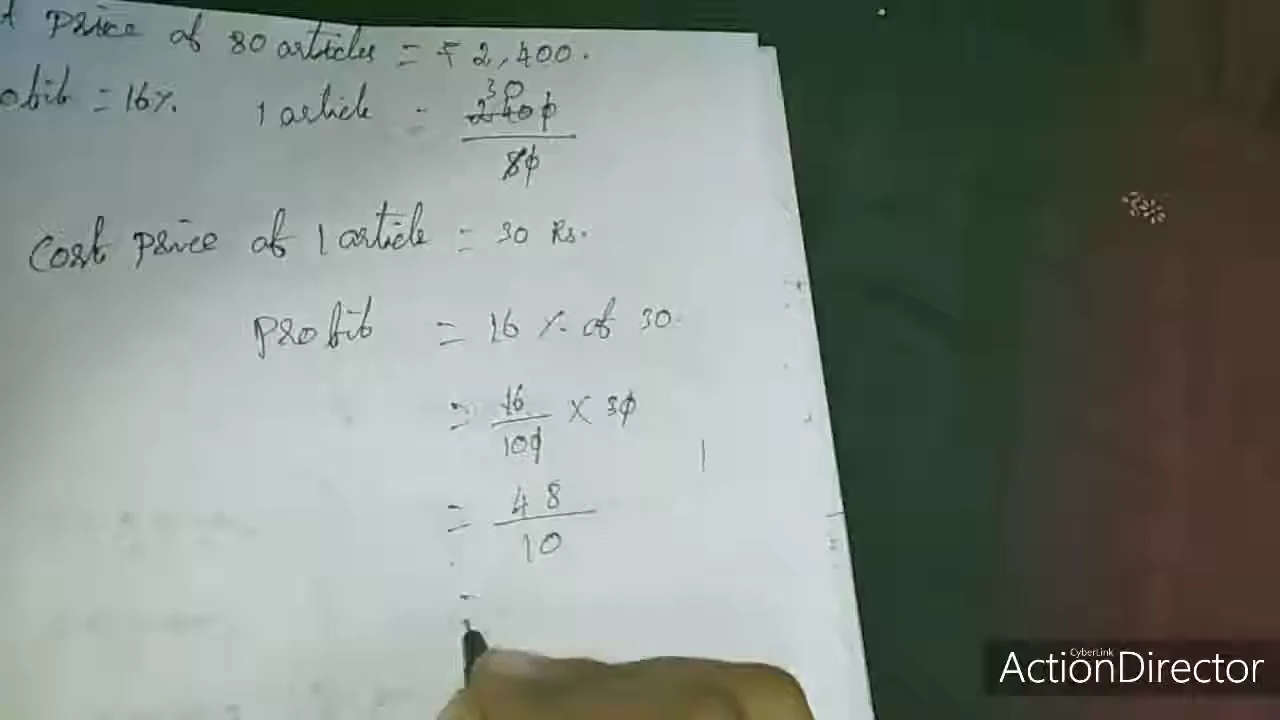 Price of 80 articles = ₹ 2,400.
= 16%. 1 article = 30
2400
80
Cost price of 1 article = 30 Rs.
Profit = 16 % of 30
= 16/100 × 30
= 48/10
=
CyberLink
ActionDirector